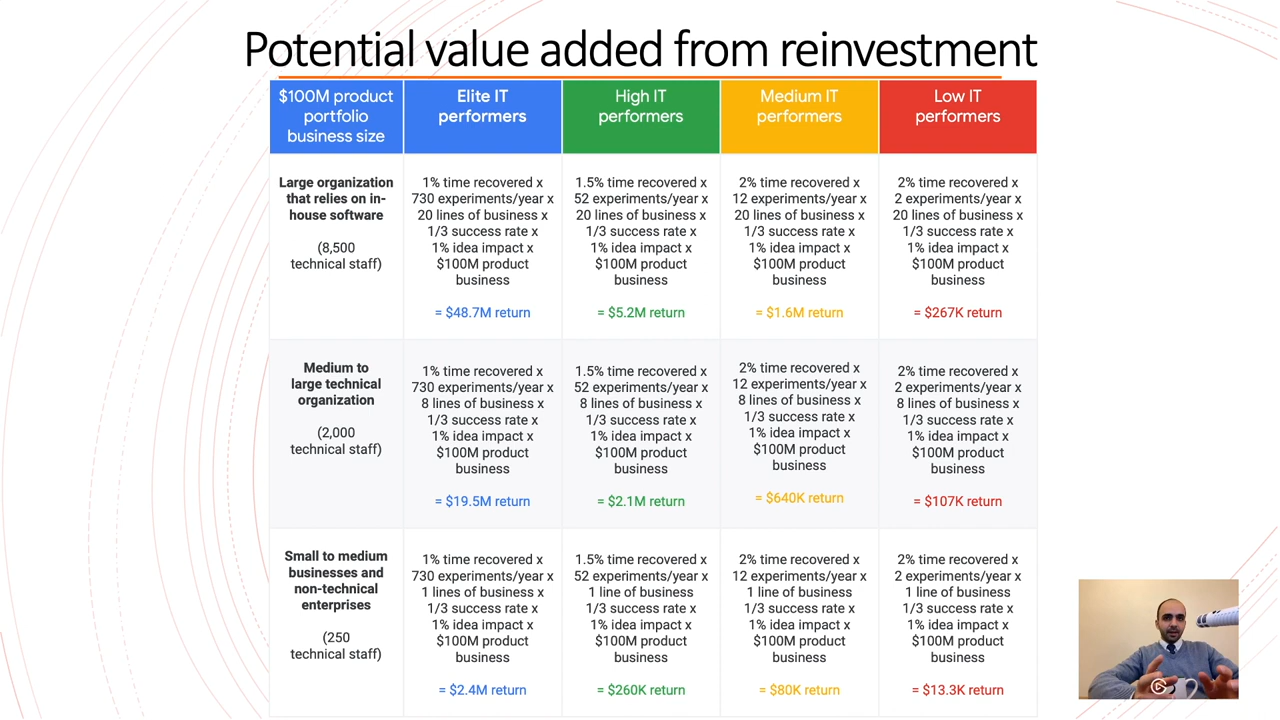 Potential value added from reinvestment
$100M product
portfolio
business size
Elite IT
performers
High IT
performers
Medium IT
performers
Low IT
performers
Large organization
that relies on in-
house software
(8,500
technical staff)
1% time recovered x
730 experiments/year x
20 lines of business x
1/3 success rate x
1% idea impact x
$100M product
business
= $48.7M return
1.5% time recovered x
52 experiments/year x
20 lines of business x
1/3 success rate x
1% idea impact x
$100M product
business
= $5.2M return
2% time recovered x
12 experiments/year x
20 lines of business x
1/3 success rate x
1% idea impact x
$100M product
business
= $1.6M return
2% time recovered x
2 experiments/year x
20 lines of business x
1/3 success rate x
1% idea impact x
$100M product
business
= $267K return
Medium to
large technical
organization
(2,000
technical staff)
1% time recovered x
730 experiments/year x
8 lines of business x
1/3 success rate x
1% idea impact x
$100M product
business
= $19.5M return
1.5% time recovered x
52 experiments/year x
8 lines of business x
1/3 success rate x
1% idea impact x
$100M product
business
= $2.1M return
2% time recovered x
12 experiments/year x
8 lines of business x
1/3 success rate x
1% idea impact x
$100M product
business
= $640K return
2% time recovered x
2 experiments/year x
8 lines of business x
1/3 success rate x
1% idea impact x
$100M product
business
= $107K return
Small to medium
businesses and
non-technical
enterprises
(250
technical staff)
1% time recovered x
730 experiments/year x
1 lines of business x
1/3 success rate x
1% idea impact x
$100M product
business
= $2.4M return
1.5% time recovered x
52 experiments/year x
1 line of business
1/3 success rate x
1% idea impact x
$100M product
business
= $260K return
2% time recovered x
12 experiments/year x
1 line of business
1/3 success rate x
1% idea impact x
$100M product
business
= $80K return
2% time recovered x
2 experiments/year x
1 line of business
1/3 success rate x
1% idea impact x
$100M product
business
= $13.3K return